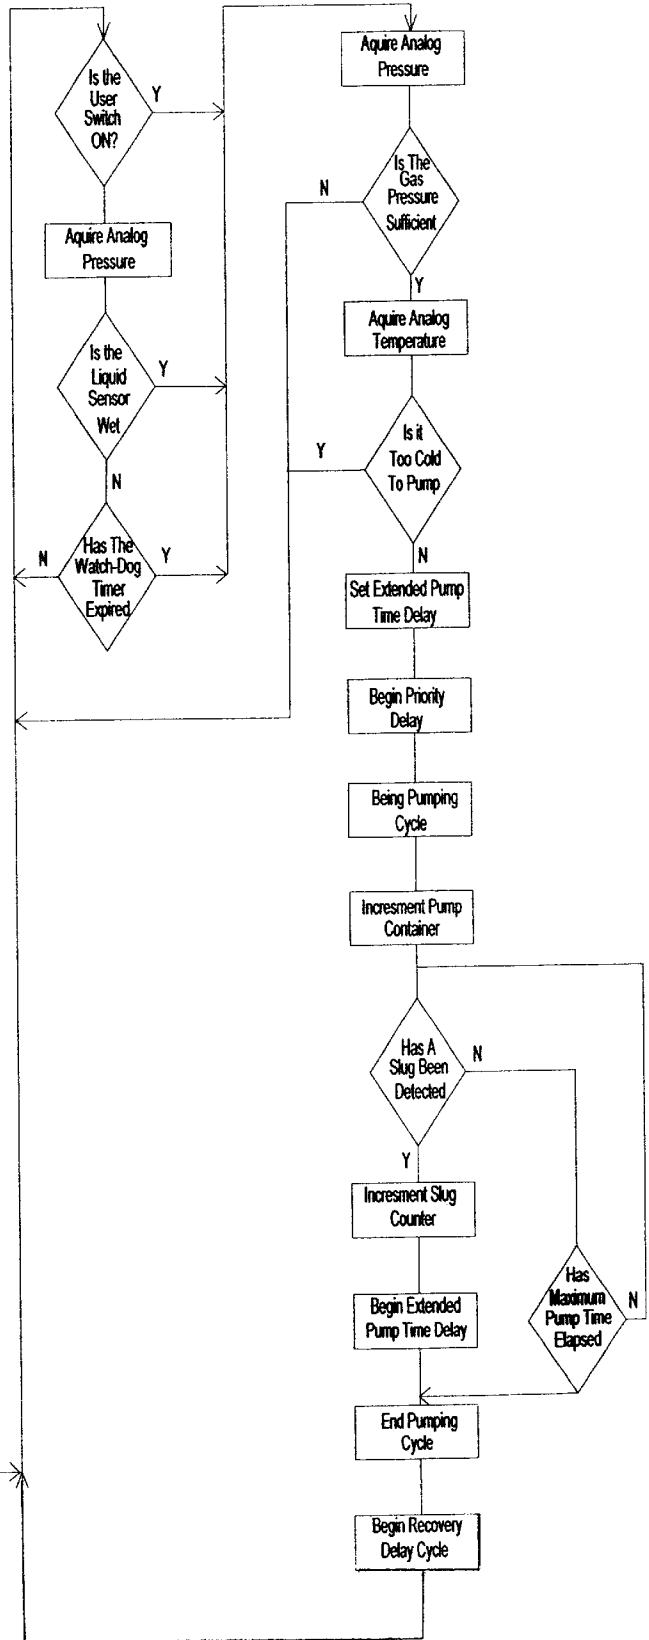 Is the
User
Switch
ON?
Y
Aquire Analog
Pressure
Is the
Liquid
Sensor
Wet
Y
N
Has The
Watch-Dog
Timer
Expired
N
Y
Aquire Analog
Pressure
Is The
Gas
Pressure
Sufficient
N
Y
Aquire Analog
Temperature
Is it
Too Cold
To Pump
Y
N
Set Extended Pump
Time Delay
Begin Priority
Delay
Being Pumping
Cycle
Incresment Pump
Container
Has A
Slug Been
Detected
N
Y
Incresment Slug
Counter
Begin Extended
Pump Time Delay
Has
Maximum
Pump Time
Elapsed
N
End Pumping
Cycle
Begin Recovery
Delay Cycle